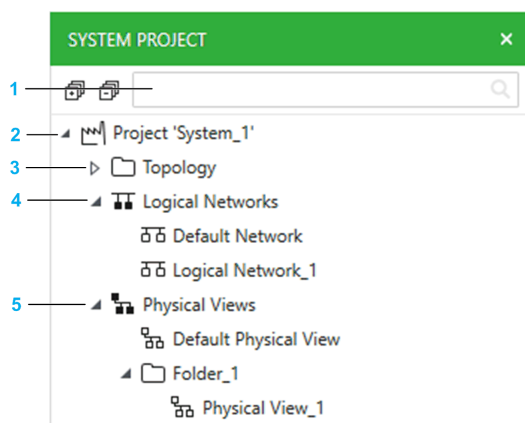 SYSTEM PROJECT
1
2 Project 'System_1'
3 Topology
4 Logical Networks
Default Network
Logical Network_1
5 Physical Views
Default Physical View
Folder_1
Physical View_1